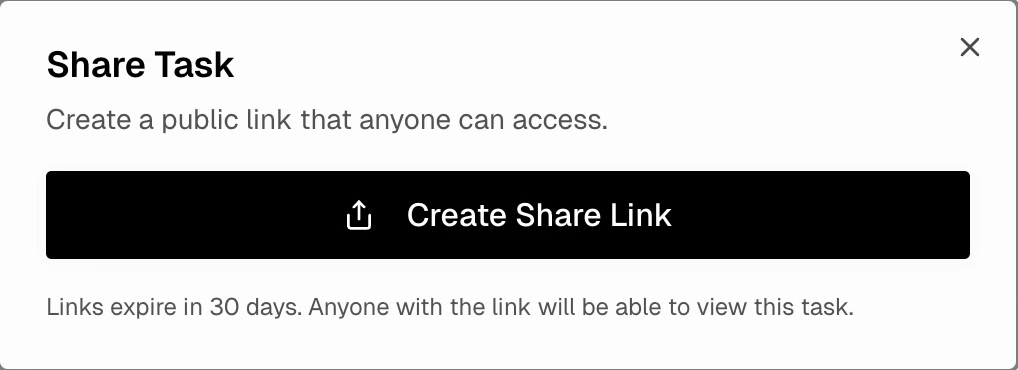 Share Task
Create a public link that anyone can access.
Create Share Link
Links expire in 30 days. Anyone with the link will be able to view this task.